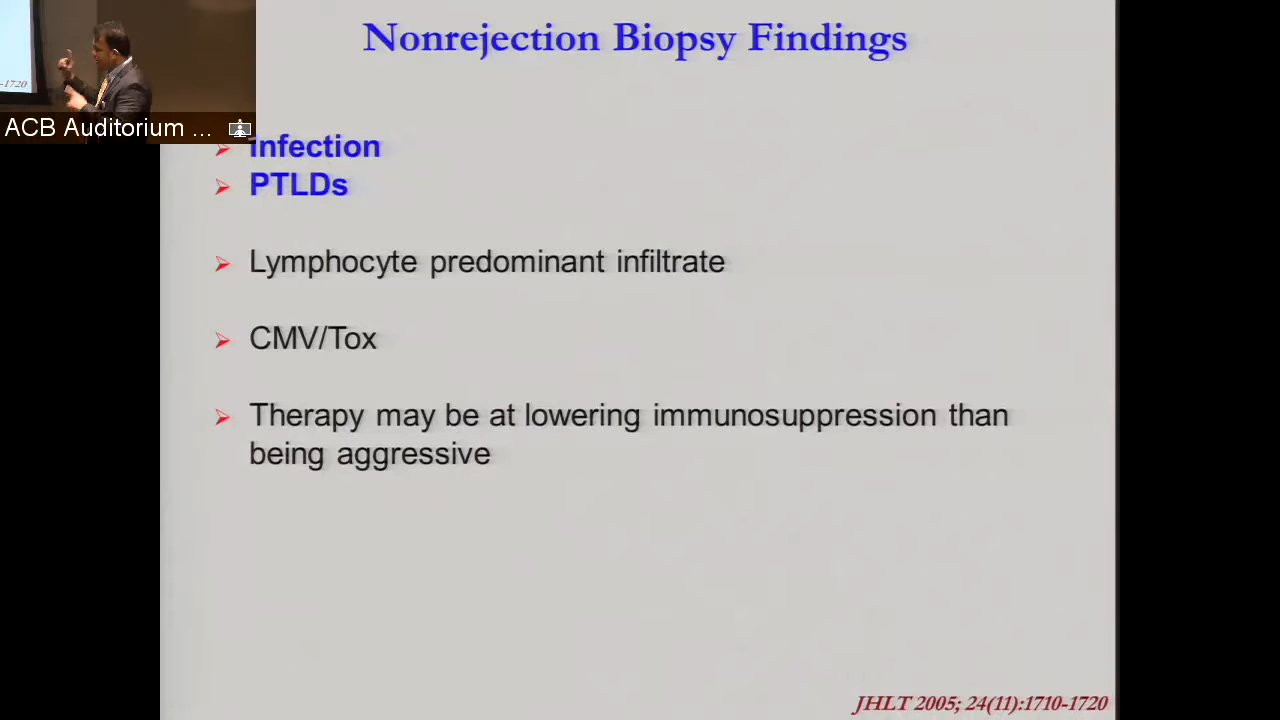 Nonrejection Biopsy Findings
-1720
ACB Auditorium ...
Infection
PTLDs
Lymphocyte predominant infiltrate
CMV/Tox
Therapy may be at lowering immunosuppression than
being aggressive
JHLT 2005; 24(11):1710-1720